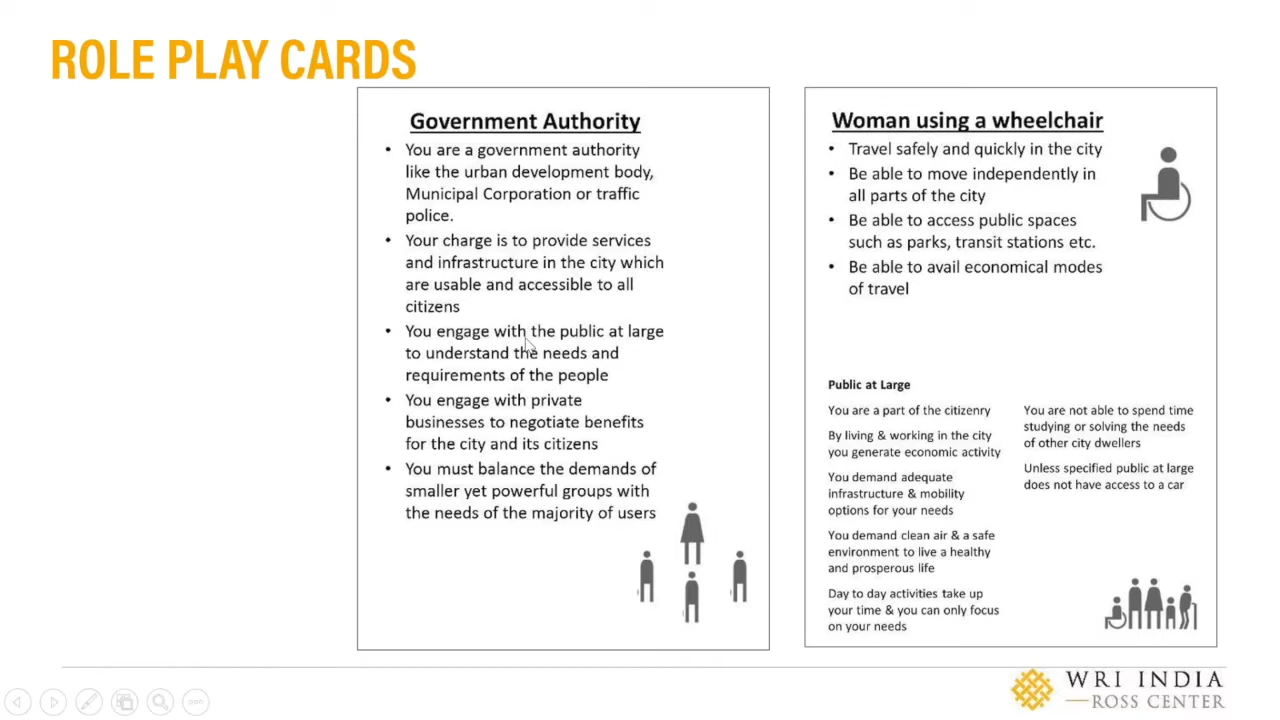 ROLE PLAY CARDS
Government Authority
• You are a government authority
like the urban development body,
Municipal Corporation or traffic
police.
• Your charge is to provide services
and infrastructure in the city which
are usable and accessible to all
citizens
• You engage with the public at large
to understand the needs and
requirements of the people
• You engage with private
businesses to negotiate benefits
for the city and its citizens
• You must balance the demands of
smaller yet powerful groups with
the needs of the majority of users
Woman using a wheelchair
• Travel safely and quickly in the city
• Be able to move independently in
all parts of the city
• Be able to access public spaces
such as parks, transit stations etc.
• Be able to avail economical modes
of travel
Public at Large
You are a part of the citizenry
By living & working in the city
you generate economic activity
You demand adequate
infrastructure & mobility
options for your needs
You demand clean air & a safe
environment to live a healthy
and prosperous life
Day to day activities take up
your time & you can only focus
on your needs
You are not able to spend time
studying or solving the needs
of other city dwellers
Unless specified public at large
does not have access to a car
WRI INDIA
ROSS CENTER